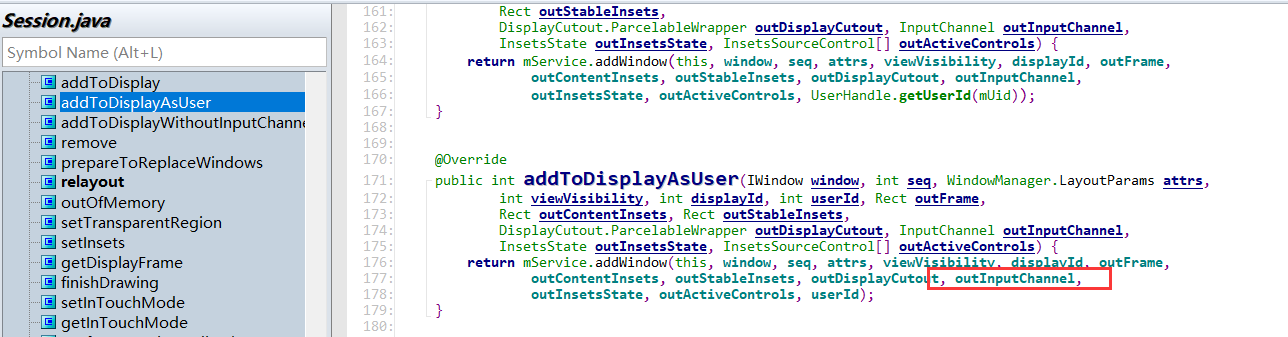 Session.java
Symbol Name (Alt+L)
addToDisplay
addToDisplayAsUser
addToDisplayWithoutInputChanne
remove
prepareToReplaceWindows
relayout
outOfMemory
setTransparentRegion
setInsets
getDisplayFrame
finishDrawing
setInTouchMode
getInTouchMode
161: Rect outStableInsets,
162: DisplayCutout.ParcelableWrapper outDisplayCutout, InputChannel outInputChannel,
163: InsetsState outInsetsState, InsetsSourceControl[] outActiveControls) {
164: return mService.addWindow(this, window, seq, attrs, viewVisibility, displayId, outFrame,
165: outContentInsets, outStableInsets, outDisplayCutout, outInputChannel,
166: outInsetsState, outActiveControls, UserHandle.getUserId(mUid));
167: }
168:
169:
170: @Override
171: public int addToDisplayAsUser(IWindow window, int seq, WindowManager.LayoutParams attrs,
172: int viewVisibility, int displayId, int userId, Rect outFrame,
173: Rect outContentInsets, Rect outStableInsets,
174: DisplayCutout.ParcelableWrapper outDisplayCutout, InputChannel outInputChannel,
175: InsetsState outInsetsState, InsetsSourceControl[] outActiveControls) {
176: return mService.addWindow(this, window, seq, attrs, viewVisibility, displayId, outFrame,
177: outContentInsets, outStableInsets, outDisplayCutout, outInputChannel,
178: outInsetsState, outActiveControls, userId);
179: }
180: